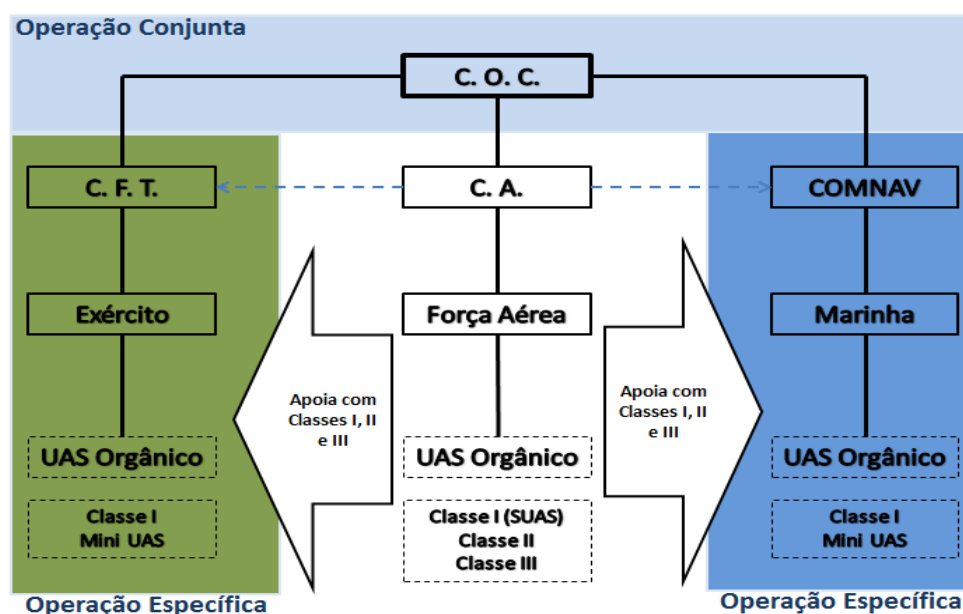 Operação Conjunta
C. O. C.
C. F. T.
C. A.
COMNAV
Exército
Força Aérea
Marinha
Apoia com
Classes I, II
e III
Apoia com
Classes I, II
e III
UAS Orgânico
UAS Orgânico
UAS Orgânico
Classe I
Mini UAS
Classe I (SUAS)
Classe II
Classe III
Classe I
Mini UAS
Operação Específica
Operação Específica